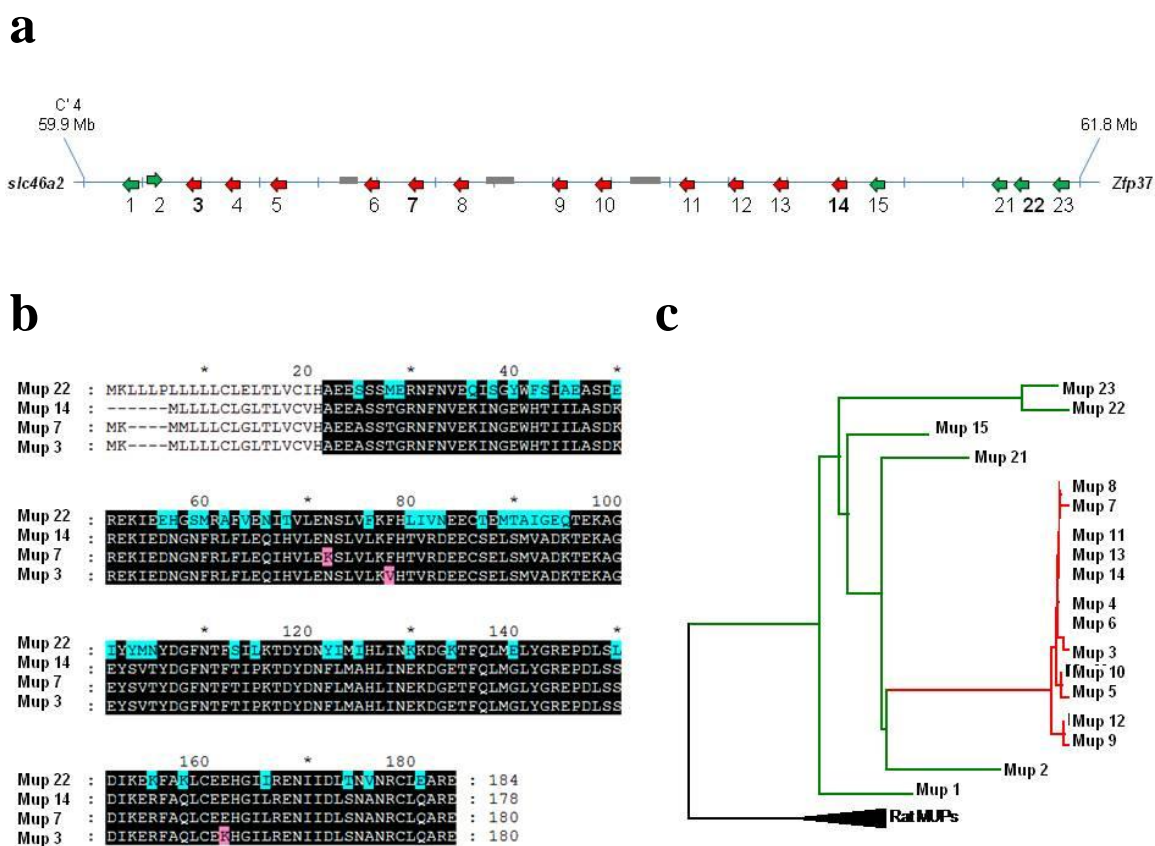 a
C' 4
59.9 Mb
61.8 Mb
slc46a2
Zfp37
1 2 3 4 5 6 7 8 9 10 11 12 13 14 15 21 22 23
b
* 20 * 40 *
Mup 22 : MKLLLPLLLLLCLELTLVCIHAEESSSMERNFNVEQISGYWFSIAEASDE
Mup 14 : ------MLLLLCLGLTLVCVHAEEASSTGRNFNVEKINGEWHTIILASDK
Mup 7 : MK----MMLLLCLGLTLVCVHAEEASSTGRNFNVEKINGEWHTIILASDK
Mup 3 : MK----MLLLLCLGLTLVCVHAEEASSTGRNFNVEKINGEWHTIILASDK
60 * 80 * 100
Mup 22 : REKIEEHGSMRAFVENITVLENSLVFKFHLIVNEECTEMTAIGEQTEKAG
Mup 14 : REKIEDNGNFRLFLEQIHVLENSLVLKFHTVRDEECSELSMVADKTEKAG
Mup 7 : REKIEDNGNFRLFLEQIHVLEKSLVLKFHTVRDEECSELSMVADKTEKAG
Mup 3 : REKIEDNGNFRLFLEQIHVLENSLVLKVHTVRDEECSELSMVADKTEKAG
* 120 * 140 *
Mup 22 : IYYMNYDGFNTFSILKTDYDNYIMIHLINKKDGKTFQLMELYGREPDLSL
Mup 14 : EYSVTYDGFNTFTIPKTDYDNFLMAHLINEKDGETFQLMGLYGREPDLSS
Mup 7 : EYSVTYDGFNTFTIPKTDYDNFLMAHLINEKDGETFQLMGLYGREPDLSS
Mup 3 : EYSVTYDGFNTFTIPKTDYDNFLMAHLINEKDGETFQLMGLYGREPDLSS
160 * 180
Mup 22 : DIKEKFAKLCEEHGIIRENIIDLTNVNRCLEARE : 184
Mup 14 : DIKERFAQLCEEHGILRENIIDLSNANRCLQARE : 178
Mup 7 : DIKERFAQLCEEHGILRENIIDLSNANRCLQARE : 180
Mup 3 : DIKERFAQLCEKHGILRENIIDLSNANRCLQARE : 180
c
Mup 23
Mup 22
Mup 15
Mup 21
Mup 8
Mup 7
Mup 11
Mup 13
Mup 14
Mup 4
Mup 6
Mup 3
Mup 10
Mup 5
Mup 12
Mup 9
Mup 2
Mup 1
Rat MUPs